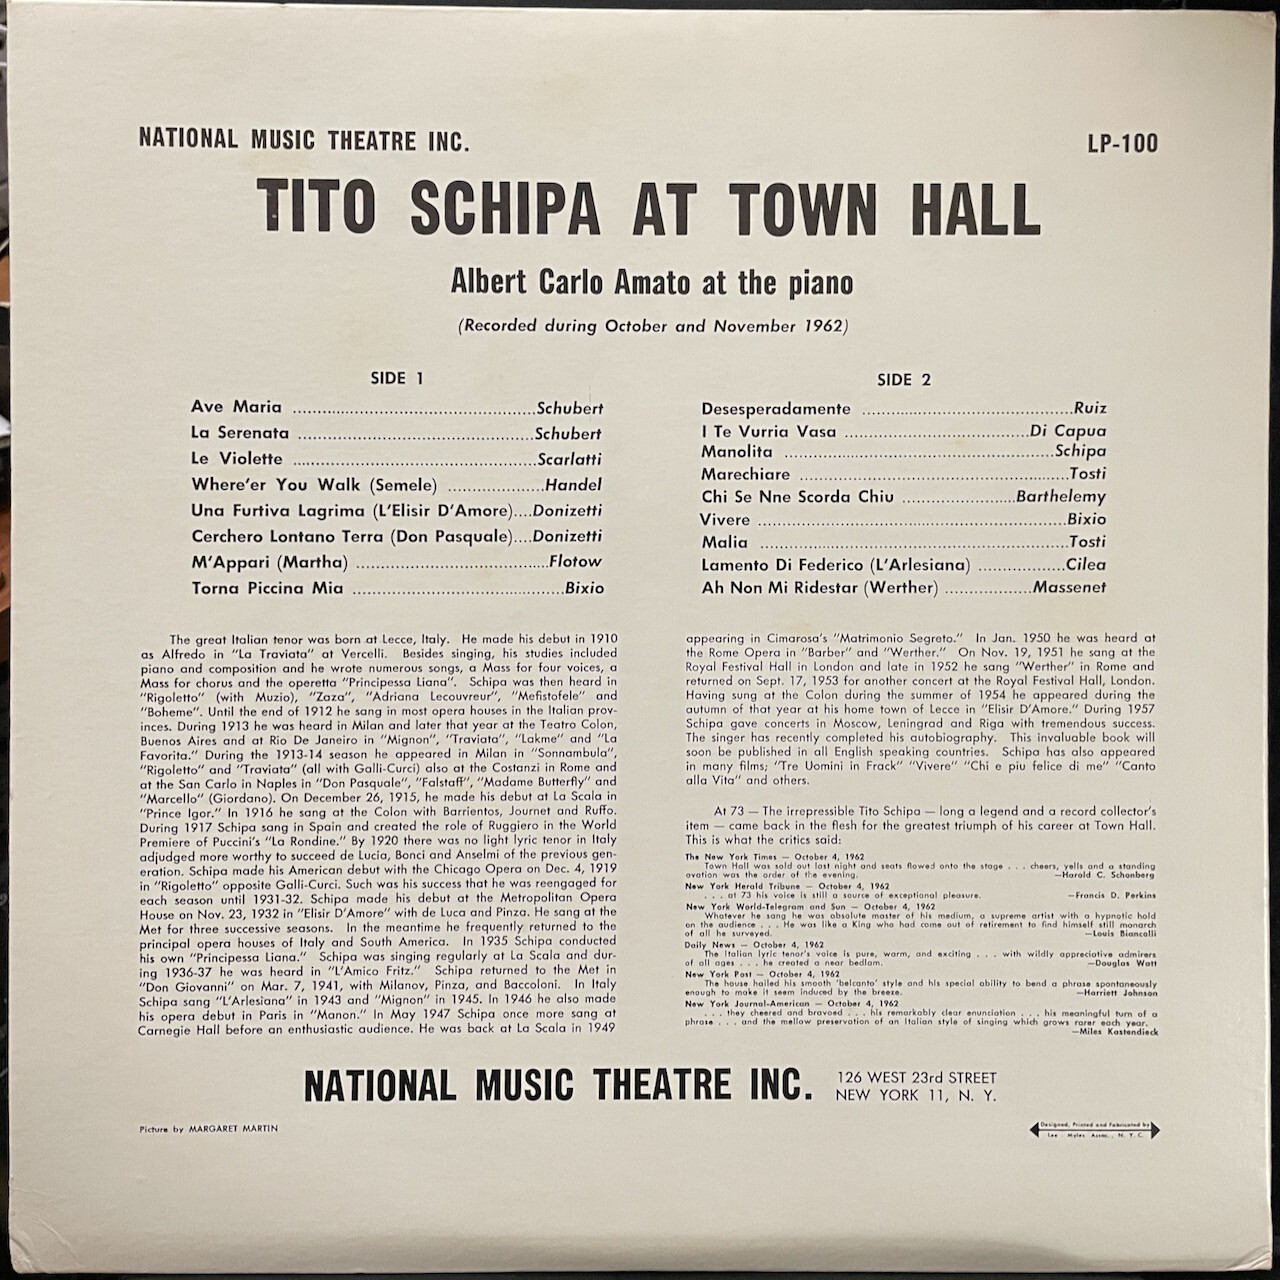 NATIONAL MUSIC THEATRE INC.
LP-100
TITO SCHIPA AT TOWN HALL
Albert Carlo Amato at the piano
(Recorded during October and November 1962)
SIDE 1
Ave Maria ........................................Schubert
La Serenata ........................................Schubert
Le Violette ........................................Scarlatti
Where'er You Walk (Semele) ................Handel
Una Furtiva Lagrima (L'Elisir D'Amore)....Donizetti
Cerchero Lontano Terra (Don Pasquale)....Donizetti
M'Appari (Martha) ................................Flotow
Torna Piccina Mia ....................................Bixio
SIDE 2
Desesperadamente ....................................Ruiz
I Te Vurria Vasa ................................Di Capua
Manolita ..............................................Schipa
Marechiare ..............................................Tosti
Chi Se Nne Scorda Chiu ...................Barthelemy
Vivere ....................................................Bixio
Malia ....................................................Tosti
Lamento Di Federico (L'Arlesiana) ...............Cilea
Ah Non Mi Ridestar (Werther) ...............Massenet
The great Italian tenor was born at Lecce, Italy. He made his debut in 1910
as Alfredo in "La Traviata" at Vercelli. Besides singing, his studies included
piano and composition and he wrote numerous songs, a Mass for four voices, a
Mass for chorus and the operetta "Principessa Liana". Schipa was then heard in
"Rigoletto" (with Muzio), "Zaza", "Adriana Lecouvreur", "Mefistofele" and
"Boheme". Until the end of 1912 he sang in most opera houses in the Italian prov-
inces. During 1913 he was heard in Milan and later that year at the Teatro Colon,
Buenos Aires and at Rio De Janeiro in "Mignon", "Traviata", "Lakme" and "La
Favorita." During the 1913-14 season he appeared in Milan in "Sonnambula",
"Rigoletto" and "Traviata" (all with Galli-Curci) also at the Costanzi in Rome and
at the San Carlo in Naples in "Don Pasquale", "Falstaff", "Madame Butterfly" and
"Marcello" (Giordano). On December 26, 1915, he made his debut at La Scala in
"Prince Igor." In 1916 he sang at the Colon with Barrientos, Journet and Ruffo.
During 1917 Schipa sang in Spain and created the role of Ruggiero in the World
Premiere of Puccini's "La Rondine." By 1920 there was no light lyric tenor in Italy
adjudged more worthy to succeed de Lucia, Bonci and Anselmi of the previous gen-
eration. Schipa made his American debut with the Chicago Opera on Dec. 4, 1919
in "Rigoletto" opposite Galli-Curci. Such was his success that he was reengaged for
each season until 1931-32. Schipa made his debut at the Metropolitan Opera
House on Nov. 23, 1932 in "Elisir D'Amore" with de Luca and Pinza. He sang at the
Met for three successive seasons. In the meantime he frequently returned to the
principal opera houses of Italy and South America. In 1935 Schipa conducted
his own "Principessa Liana." Schipa was singing regularly at La Scala and dur-
ing 1936-37 he was heard in "L'Amico Fritz." Schipa returned to the Met in
"Don Giovanni" on Mar. 7, 1941, with Milanov, Pinza, and Baccoloni. In Italy
Schipa sang "L'Arlesiana" in 1943 and "Mignon" in 1945. In 1946 he also made
his opera debut in Paris in "Manon." In May 1947 Schipa once more sang at
Carnegie Hall before an enthusiastic audience. He was back at La Scala in 1949
appearing in Cimarosa's "Matrimonio Segreto." In Jan. 1950 he was heard at
the Rome Opera in "Barber" and "Werther." On Nov. 19, 1951 he sang at the
Royal Festival Hall in London and late in 1952 he sang "Werther" in Rome and
returned on Sept. 17, 1953 for another concert at the Royal Festival Hall, London.
Having sung at the Colon during the summer of 1954 he appeared during the
autumn of that year at his home town of Lecce in "Elisir D'Amore." During 1957
Schipa gave concerts in Moscow, Leningrad and Riga with tremendous success.
The singer has recently completed his autobiography. This invaluable book will
soon be published in all English speaking countries. Schipa has also appeared
in many films; "Tre Uomini in Frack" "Vivere" "Chi e piu felice di me" "Canto
alla Vita" and others.
At 73 — The irrepressible Tito Schipa — long a legend and a record collector's
item — came back in the flesh for the greatest triumph of his career at Town Hall.
This is what the critics said:
The New York Times — October 4, 1962
Town Hall was sold out last night and seats flowed onto the stage . . . cheers, yells and a standing
ovation was the order of the evening. —Harold C. Schonberg
New York Herald Tribune — October 4, 1962
. . . at 73 his voice is still a source of exceptional pleasure. —Francis D. Perkins
New York World-Telegram and Sun — October 4, 1962
Whatever he sang he was absolute master of his medium, a supreme artist with a hypnotic hold
on the audience . . . He was like a King who had come out of retirement to find himself still monarch
of all he surveyed. —Louis Biancolli
Daily News — October 4, 1962
The Italian lyric tenor's voice is pure, warm, and exciting . . . with wildly appreciative admirers
of all ages . . . he created a near bedlam. —Douglas Watt
New York Post — October 4, 1962
The house hailed his smooth 'belcanto' style and his special ability to bend a phrase spontaneously
enough to make it seem induced by the breeze. —Harriett Johnson
New York Journal-American — October 4, 1962
. . . they cheered and bravoed . . . his remarkably clear enunciation . . . his meaningful turn of a
phrase . . . and the mellow preservation of an Italian style of singing which grows rarer each year.
—Miles Kastendieck
NATIONAL MUSIC THEATRE INC.
126 WEST 23rd STREET
NEW YORK 11, N. Y.
Picture by MARGARET MARTIN
Designed, Printed and Fabricated by
Lee - Myles Assoc., N. Y. C.